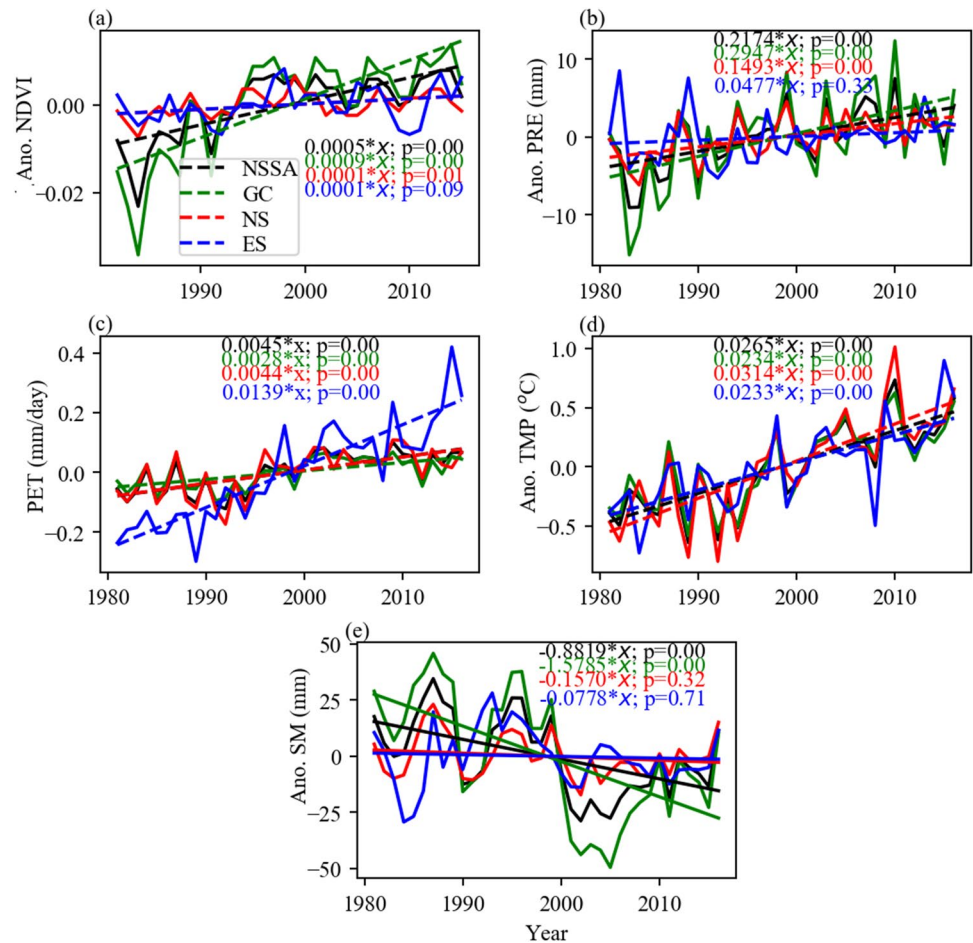 (a)
Ano. NDVI
0.00
−0.02
1990
2000
2010
0.0005*x; p=0.00
0.0009*x; p=0.00
0.0001*x; p=0.01
0.0001*x; p=0.09
NSSA
GC
NS
ES
(b)
Ano. PRE (mm)
10
0
−10
1980
1990
2000
2010
0.2174*x; p=0.00
0.2947*x; p=0.00
0.1493*x; p=0.00
0.0477*x; p=0.33
(c)
PET (mm/day)
0.4
0.2
0.0
−0.2
1980
1990
2000
2010
0.0045*x; p=0.00
0.0028*x; p=0.00
0.0044*x; p=0.00
0.0139*x; p=0.00
(d)
Ano. TMP (°C)
1.0
0.5
0.0
−0.5
1980
1990
2000
2010
0.0265*x; p=0.00
0.0234*x; p=0.00
0.0314*x; p=0.00
0.0233*x; p=0.00
(e)
Ano. SM (mm)
50
25
0
−25
−50
1980
1990
2000
2010
-0.8819*x; p=0.00
-1.5785*x; p=0.00
-0.1570*x; p=0.32
-0.0778*x; p=0.71
Year